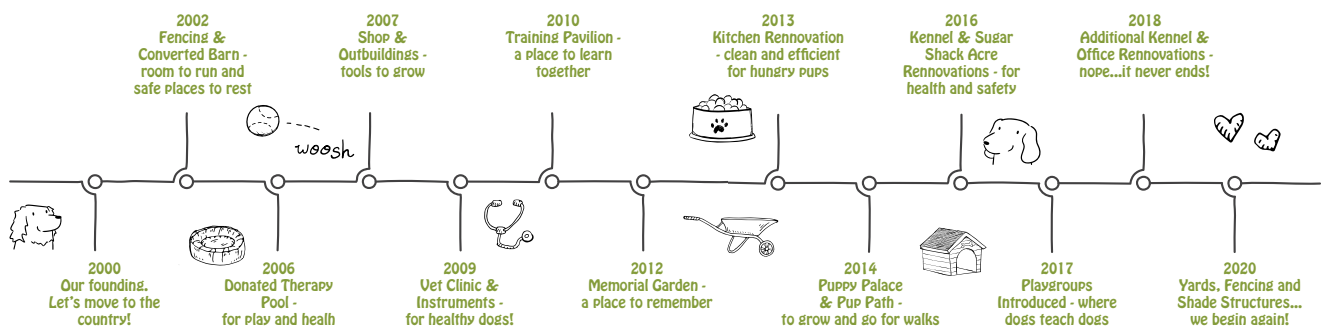 2002
Fencing &
Converted Barn -
room to run and
safe places to rest
2007
Shop &
Outbuildings -
tools to grow
2010
Training Pavilion -
a place to learn
together
2013
Kitchen Rennovation
- clean and efficient
for hungry pups
2016
Kennel & Sugar
Shack Acre
Rennovations - for
health and safety
2018
Additional Kennel &
Office Rennovations -
nope...it never ends!
woosh
2000
Our founding.
Let's move to the
country!
2006
Donated Therapy
Pool -
for play and healh
2009
Vet Clinic &
Instruments -
for healthy dogs!
2012
Memorial Garden -
a place to remember
2014
Puppy Palace
& Pup Path -
to grow and go for walks
2017
Playgroups
Introduced - where
dogs teach dogs
2020
Yards, Fencing and
Shade Structures...
we begin again!